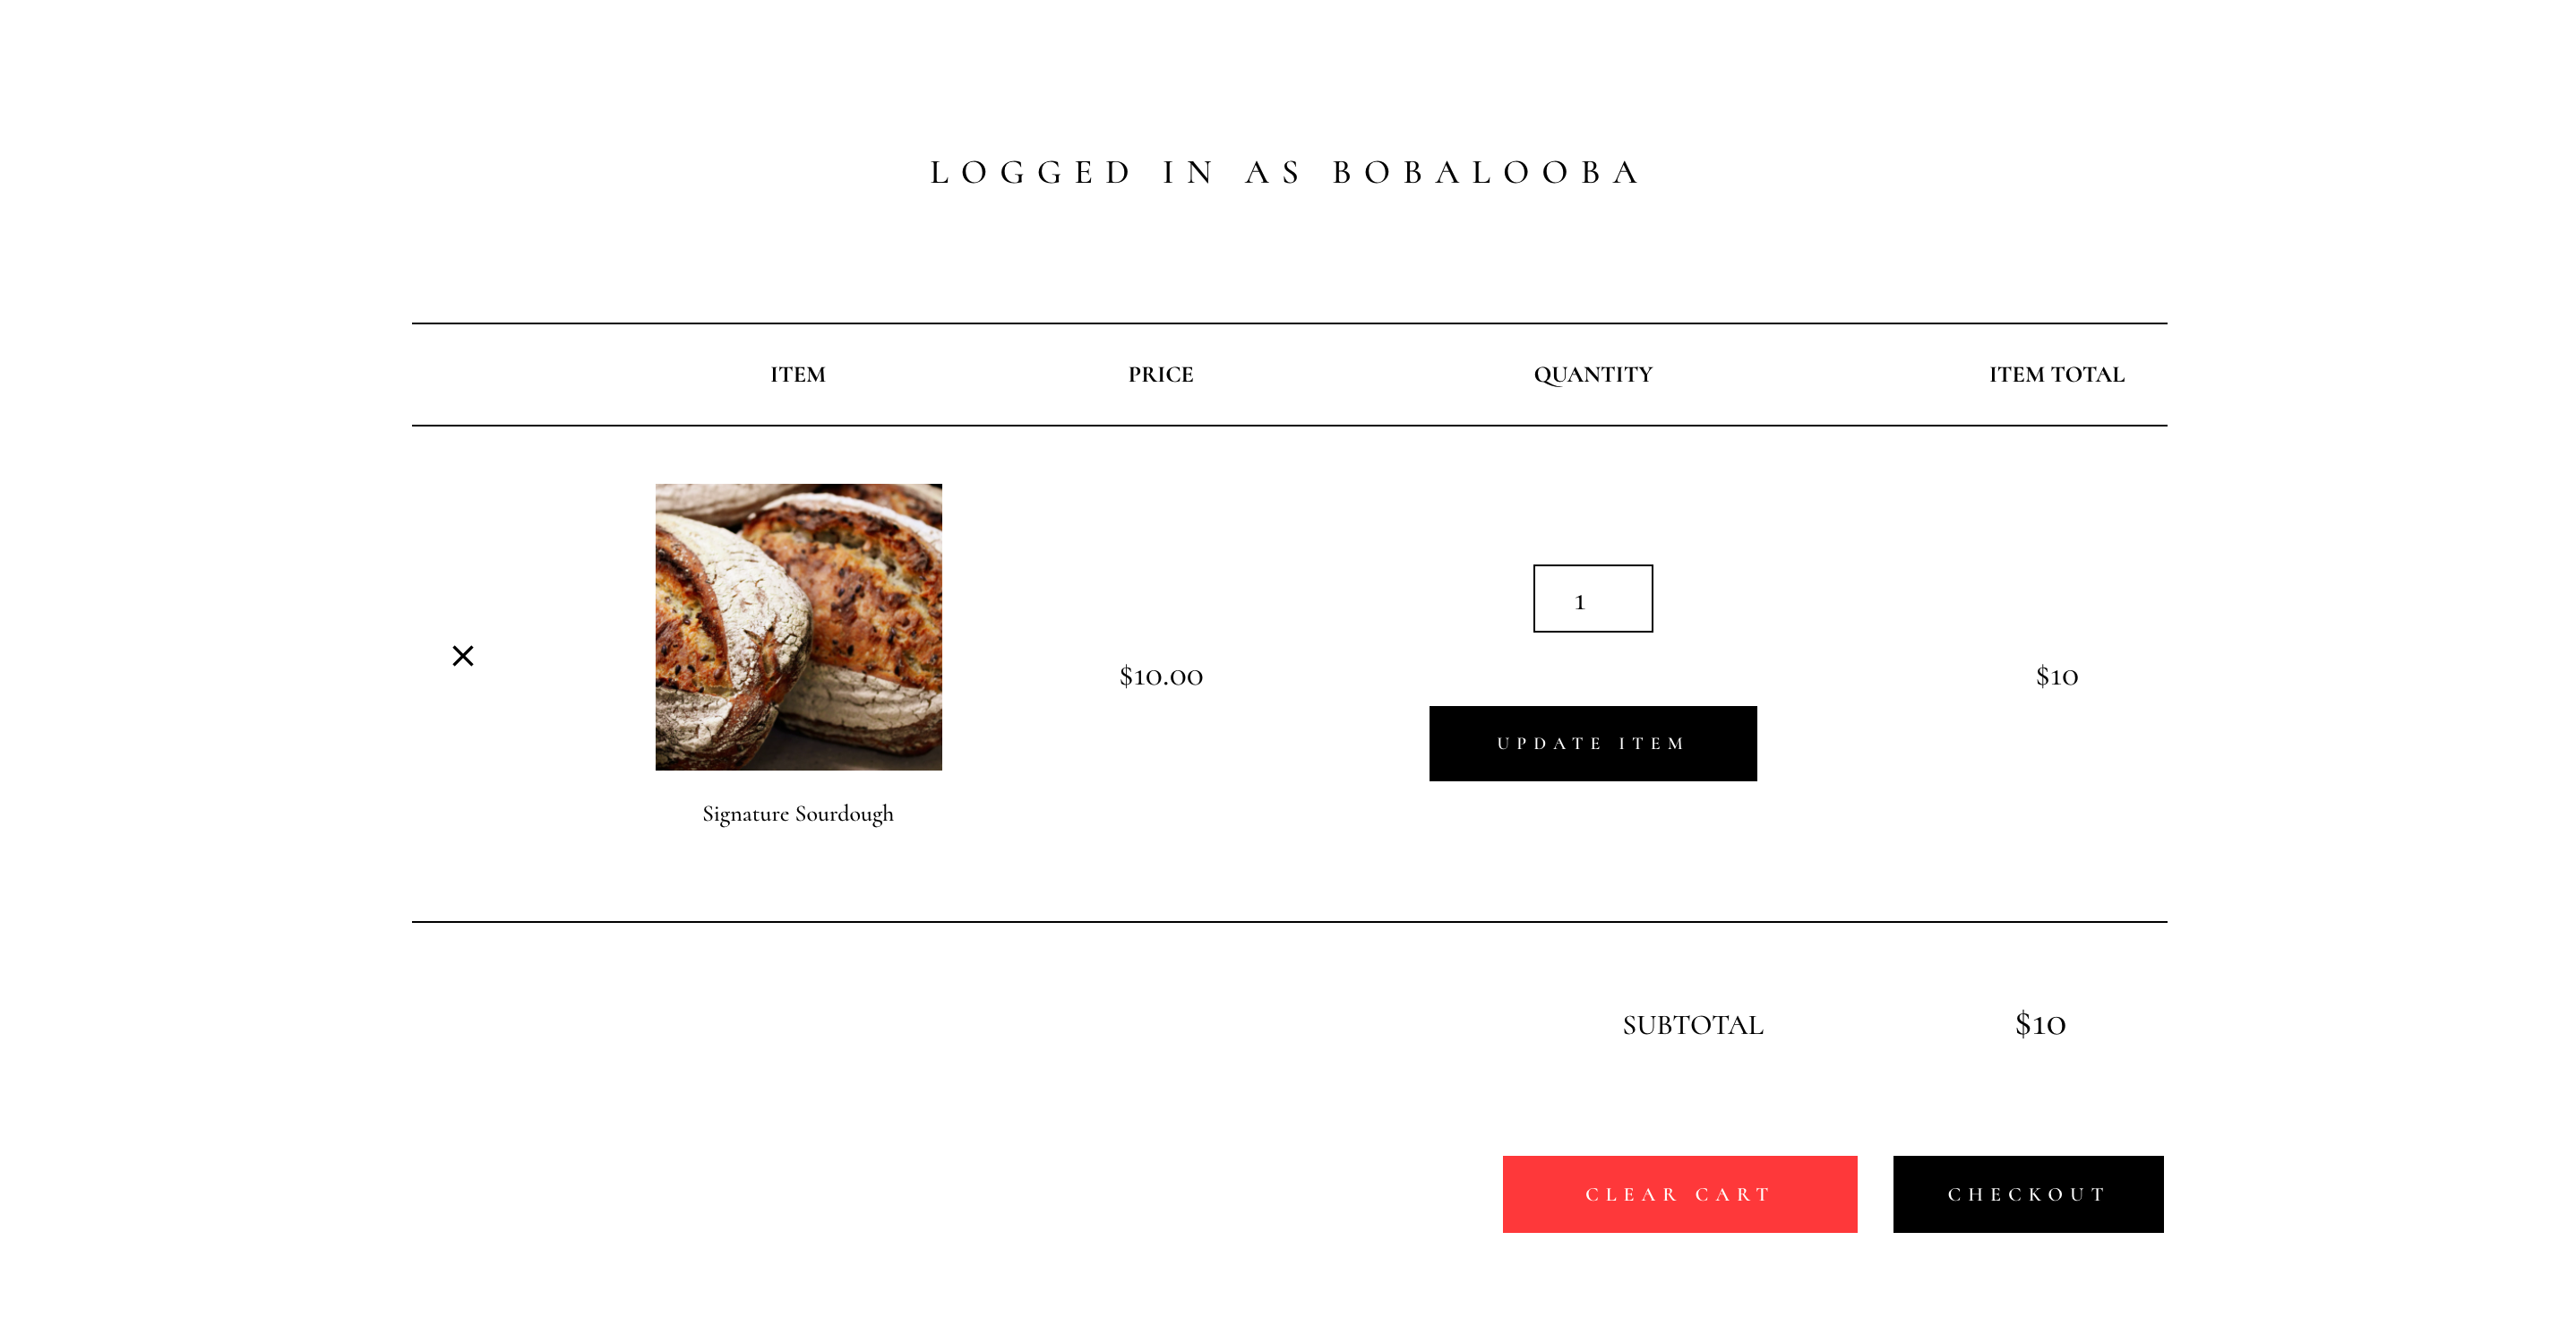 LOGGED IN AS BOBALOOBA
ITEM PRICE QUANTITY ITEM TOTAL
1
$10.00 $10
UPDATE ITEM
Signature Sourdough
SUBTOTAL $10
CLEAR CART CHECKOUT